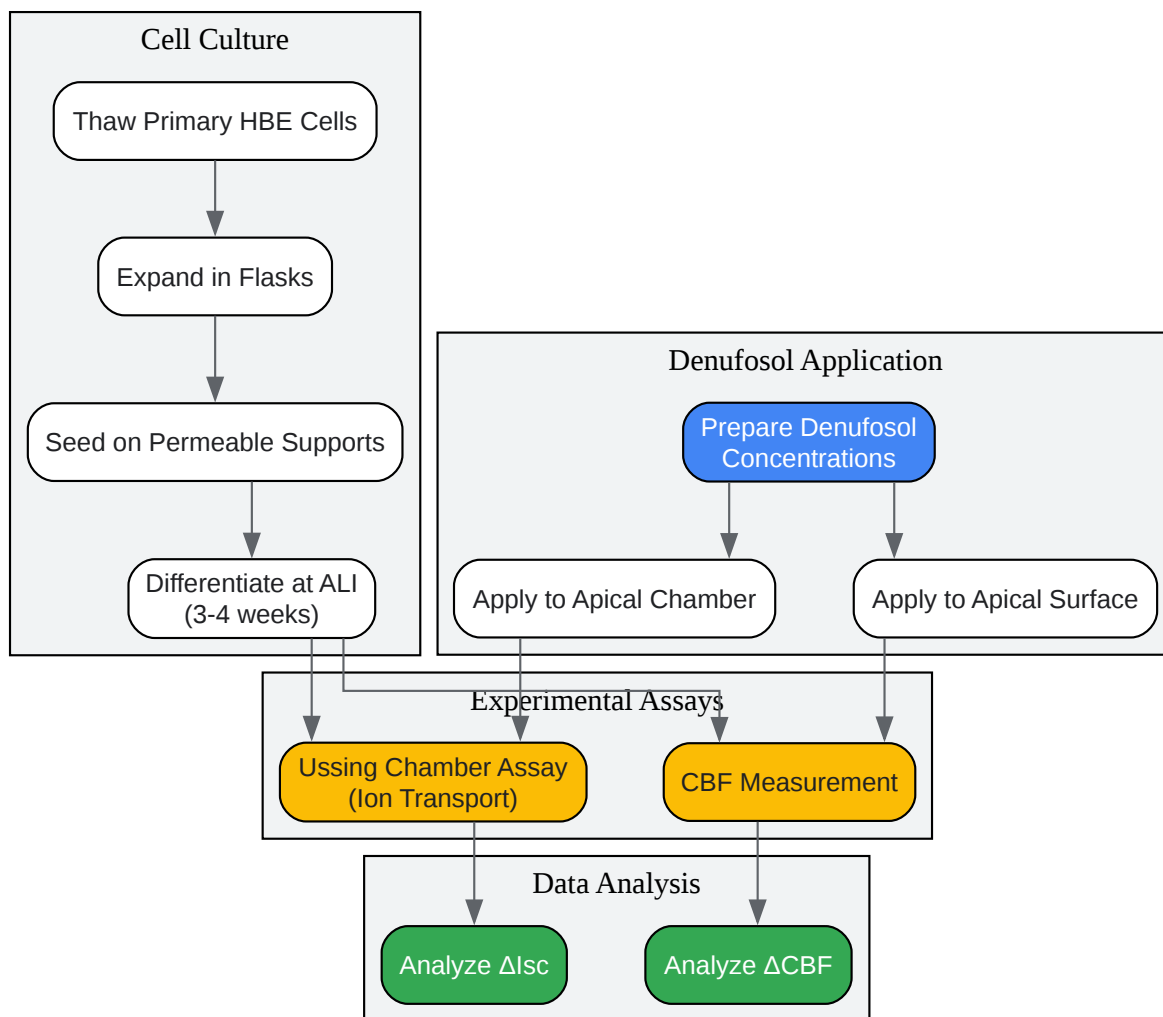 Cell Culture
Thaw Primary HBE Cells
Expand in Flasks
Seed on Permeable Supports
Differentiate at ALI
(3-4 weeks)
Denufosol Application
Prepare Denufosol
Concentrations
Apply to Apical Chamber
Apply to Apical Surface
Experimental Assays
Ussing Chamber Assay
(Ion Transport)
CBF Measurement
Data Analysis
Analyze ΔIsc
Analyze ΔCBF